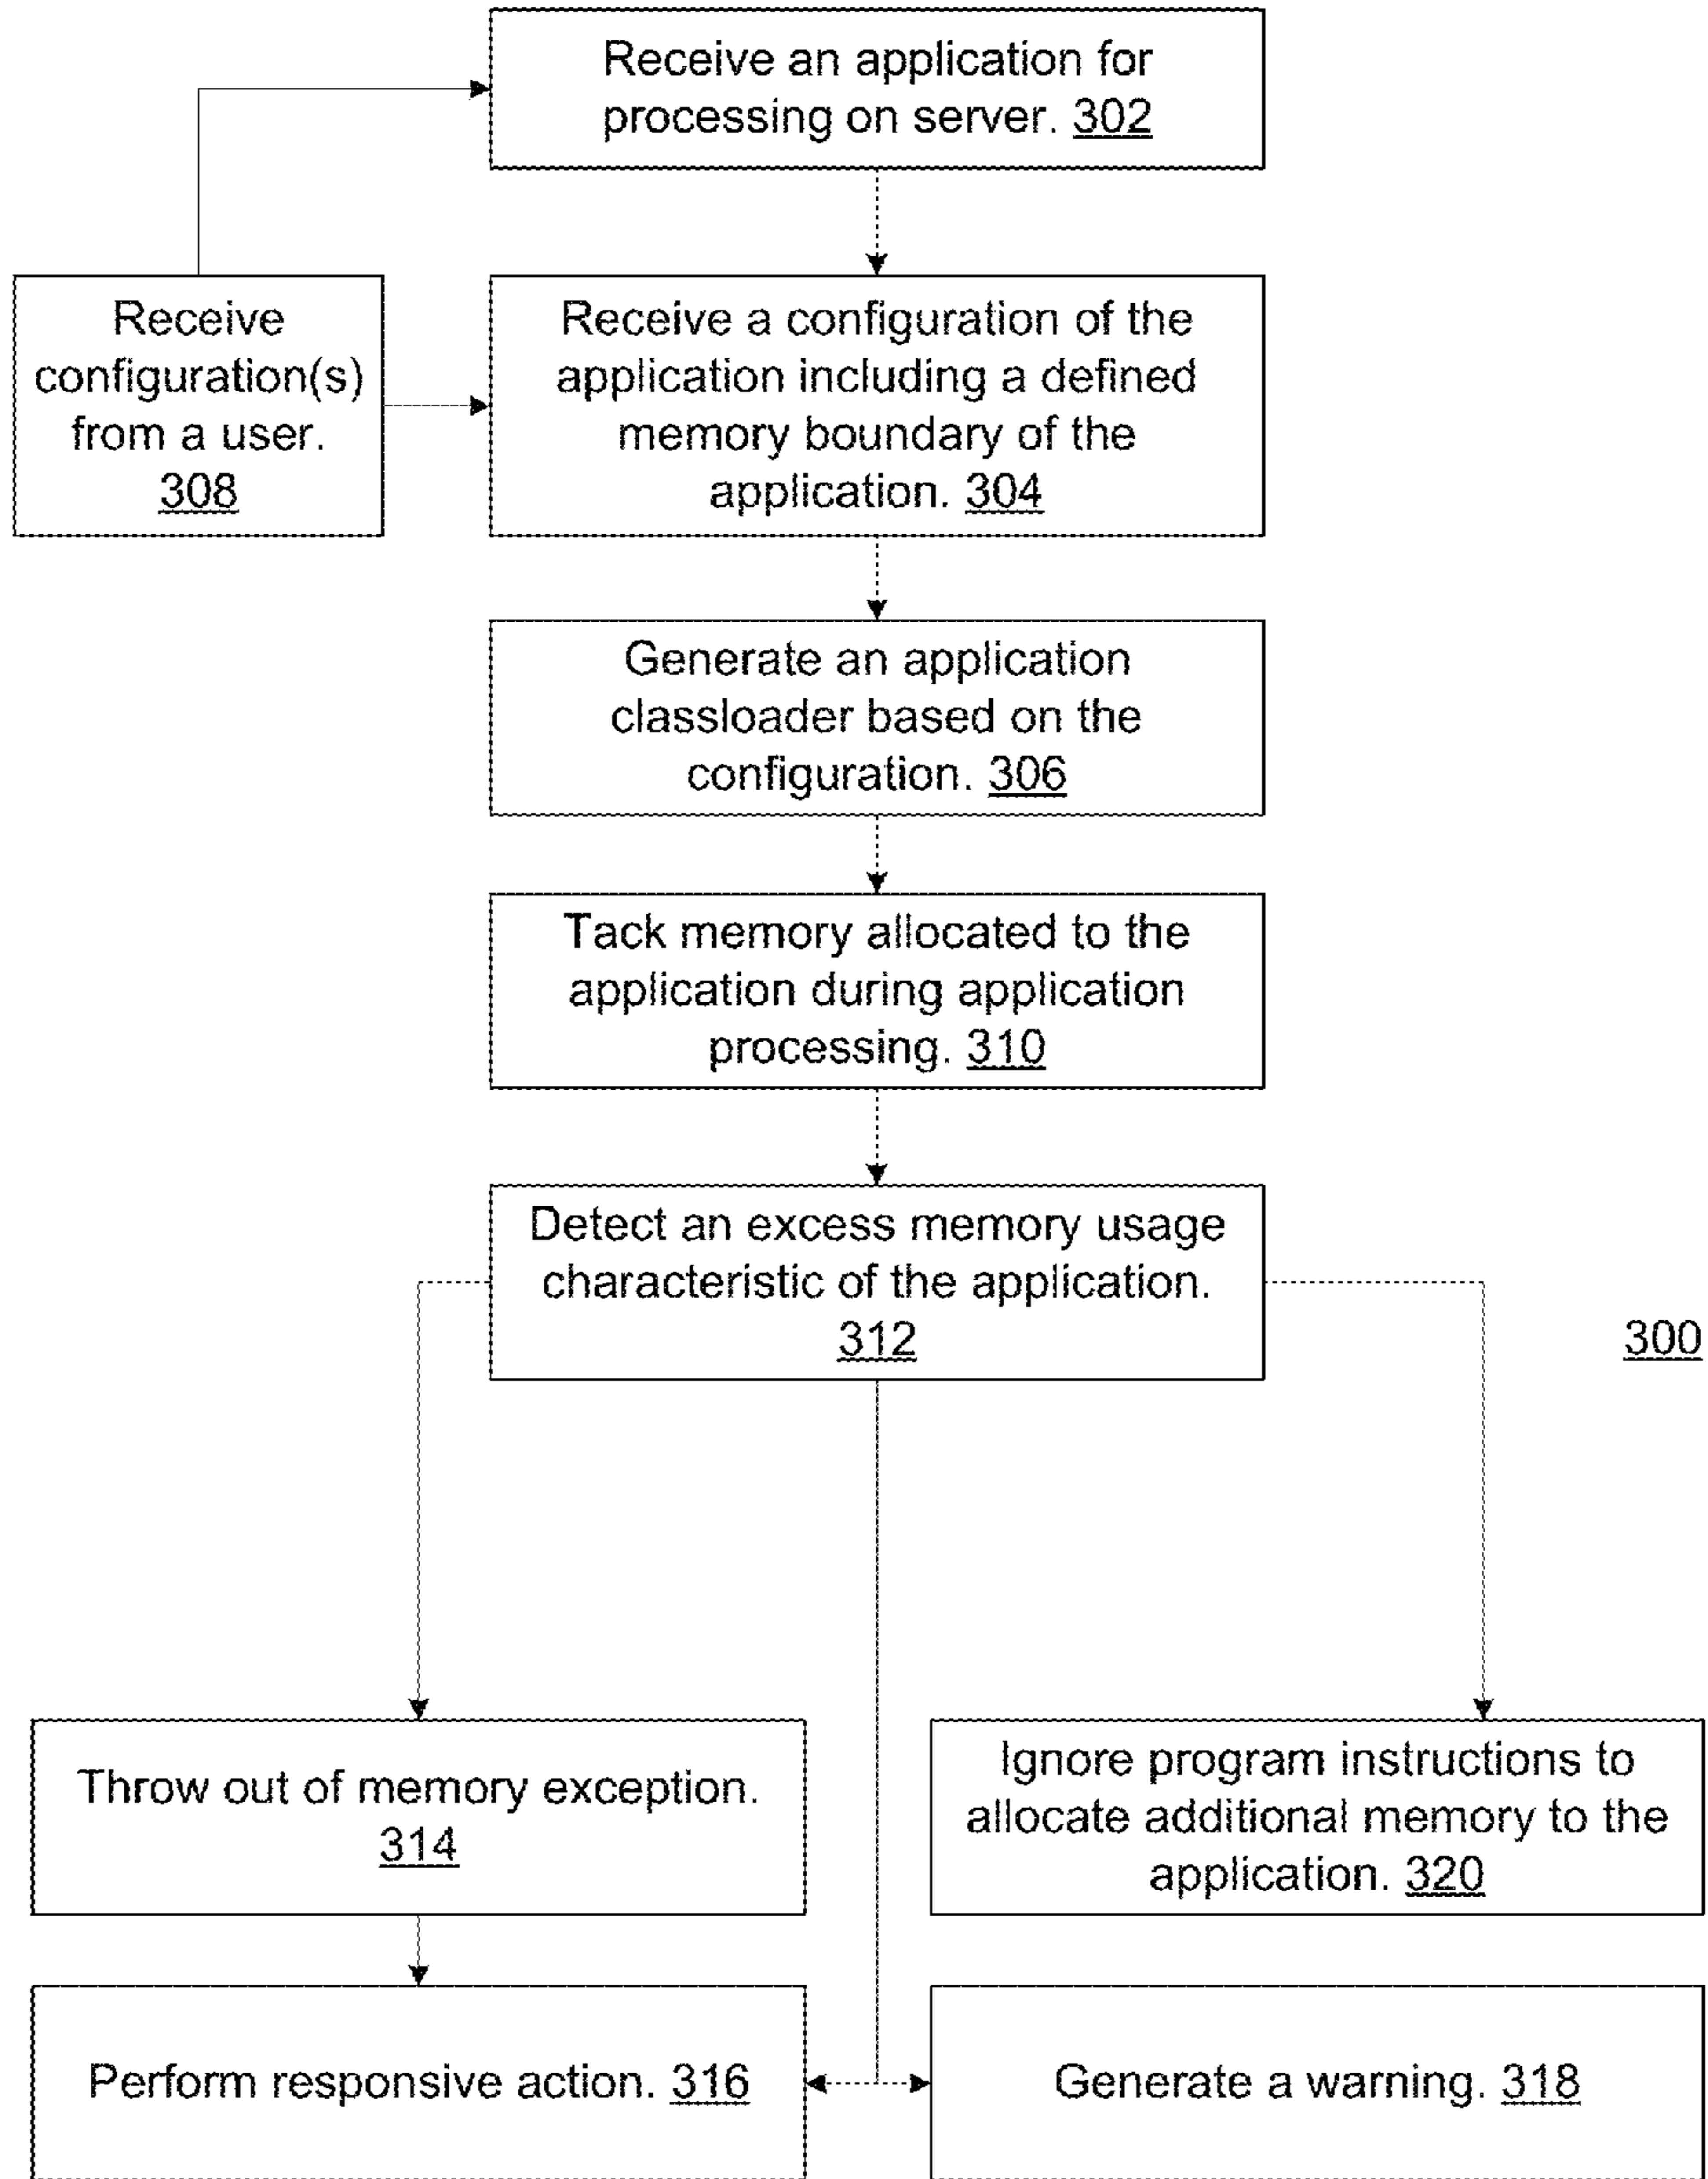 Receive an application for
processing on server. 302
Receive
configuration(s)
from a user.
308
Receive a configuration of the
application including a defined
memory boundary of the
application. 304
Generate an application
classloader based on the
configuration. 306
Tack memory allocated to the
application during application
processing. 310
Detect an excess memory usage
characteristic of the application.
312
300
Throw out of memory exception.
314
Ignore program instructions to
allocate additional memory to the
application. 320
Perform responsive action. 316
Generate a warning. 318